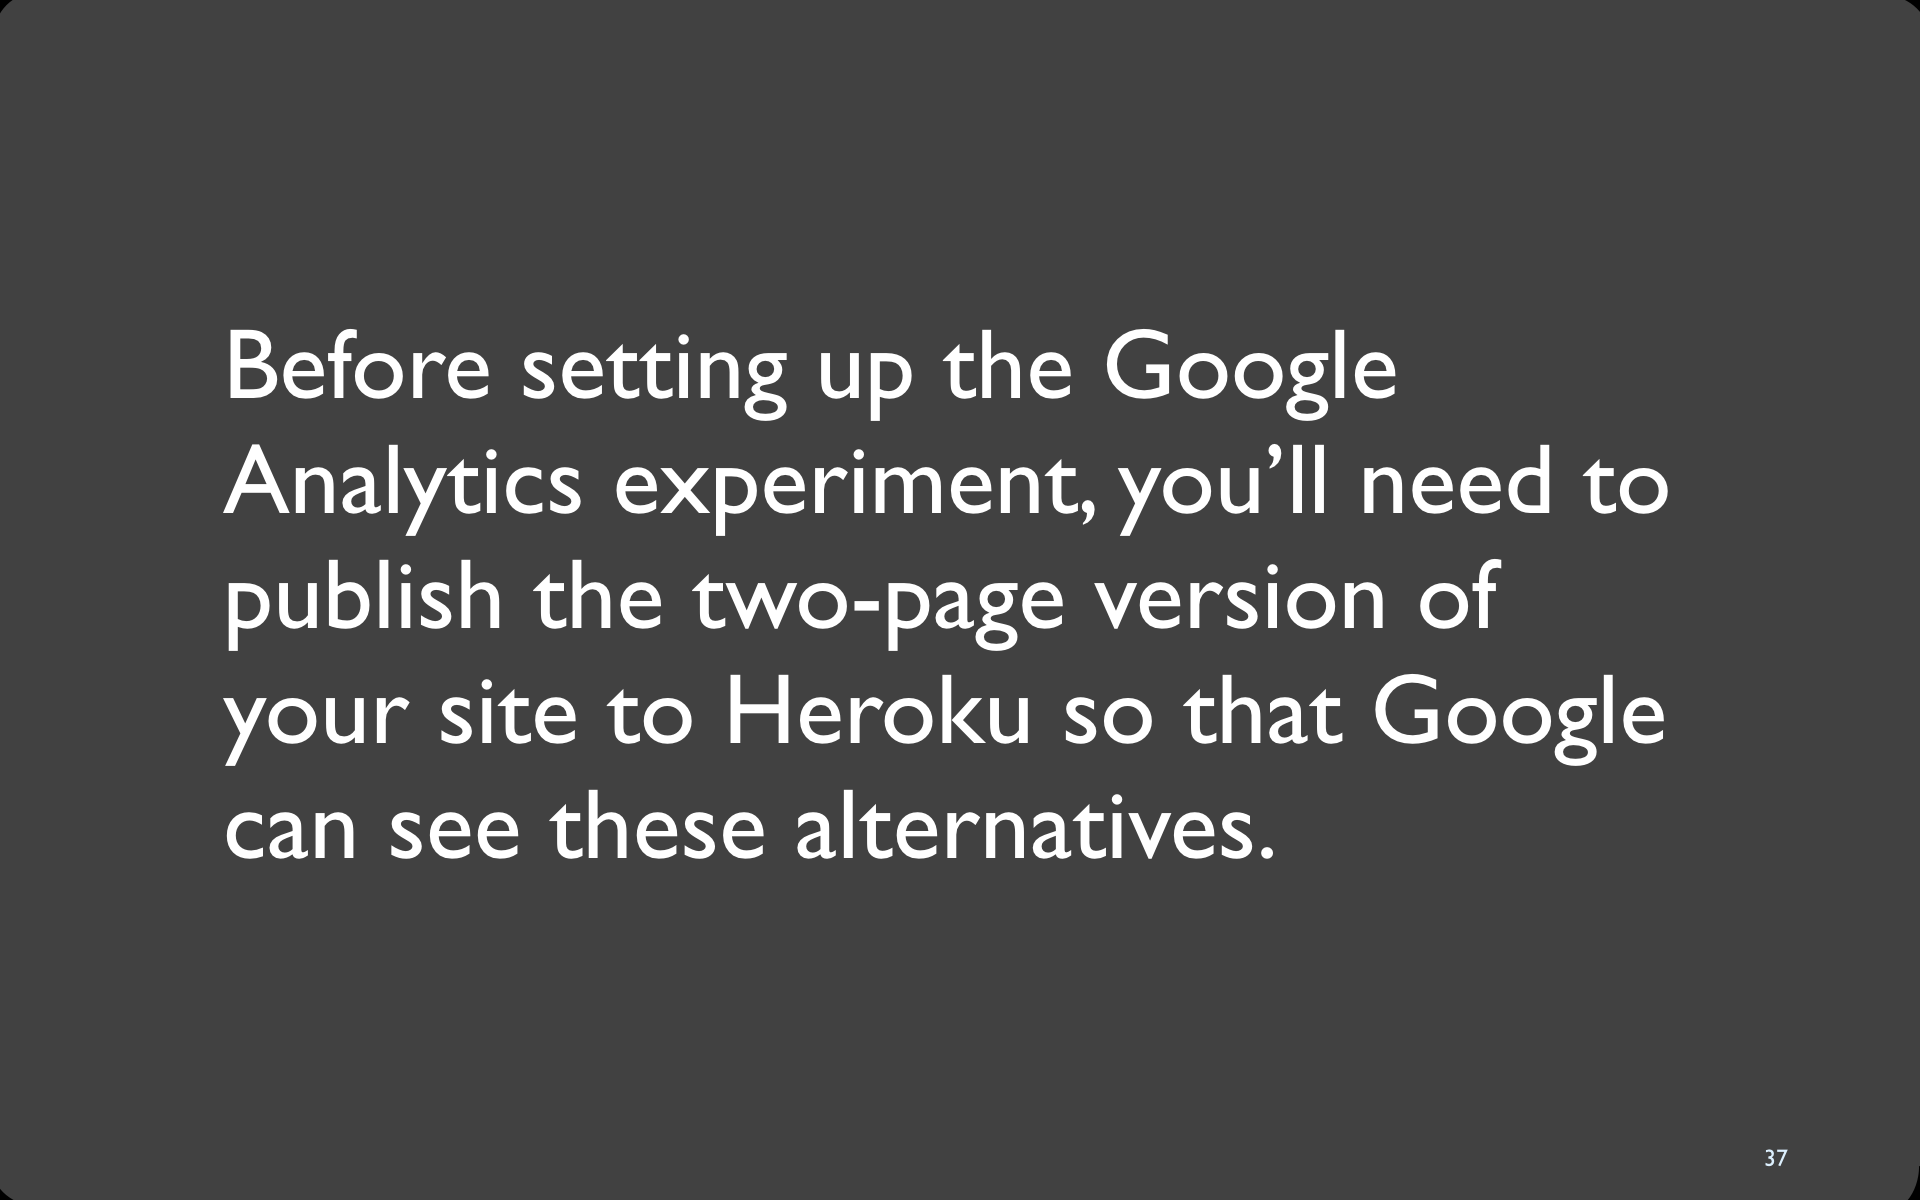 Before setting up the Google
Analytics experiment, you’ll need to
publish the two-page version of
your site to Heroku so that Google
can see these alternatives.
37